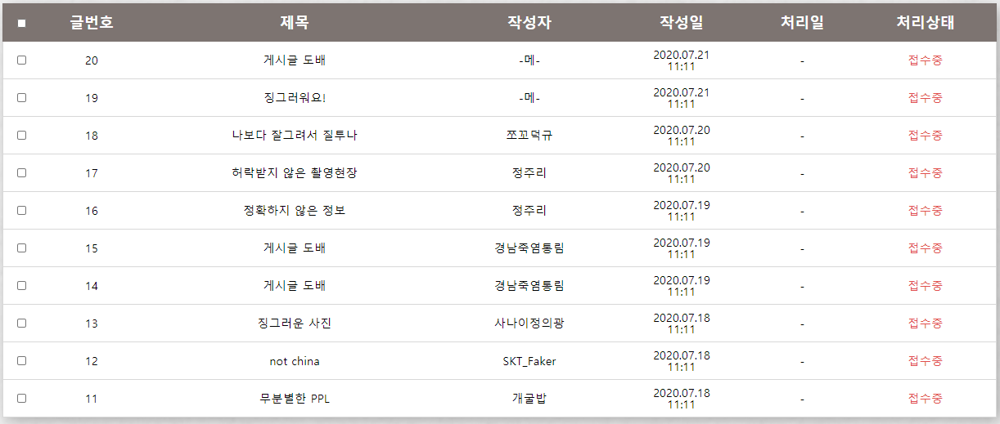 글번호 제목 작성자 작성일 처리일 처리상태
20 게시글 도배 -메- 2020.07.21 11:11 - 접수중
19 징그러워요! -메- 2020.07.21 11:11 - 접수중
18 나보다 잘그려서 질투나 쪼꼬덕규 2020.07.20 11:11 - 접수중
17 허락받지 않은 촬영현장 정주리 2020.07.20 11:11 - 접수중
16 정확하지 않은 정보 정주리 2020.07.19 11:11 - 접수중
15 게시글 도배 경남죽염통림 2020.07.19 11:11 - 접수중
14 게시글 도배 경남죽염통림 2020.07.19 11:11 - 접수중
13 징그러운 사진 사나이정의광 2020.07.18 11:11 - 접수중
12 not china SKT_Faker 2020.07.18 11:11 - 접수중
11 무분별한 PPL 개굴밥 2020.07.18 11:11 - 접수중